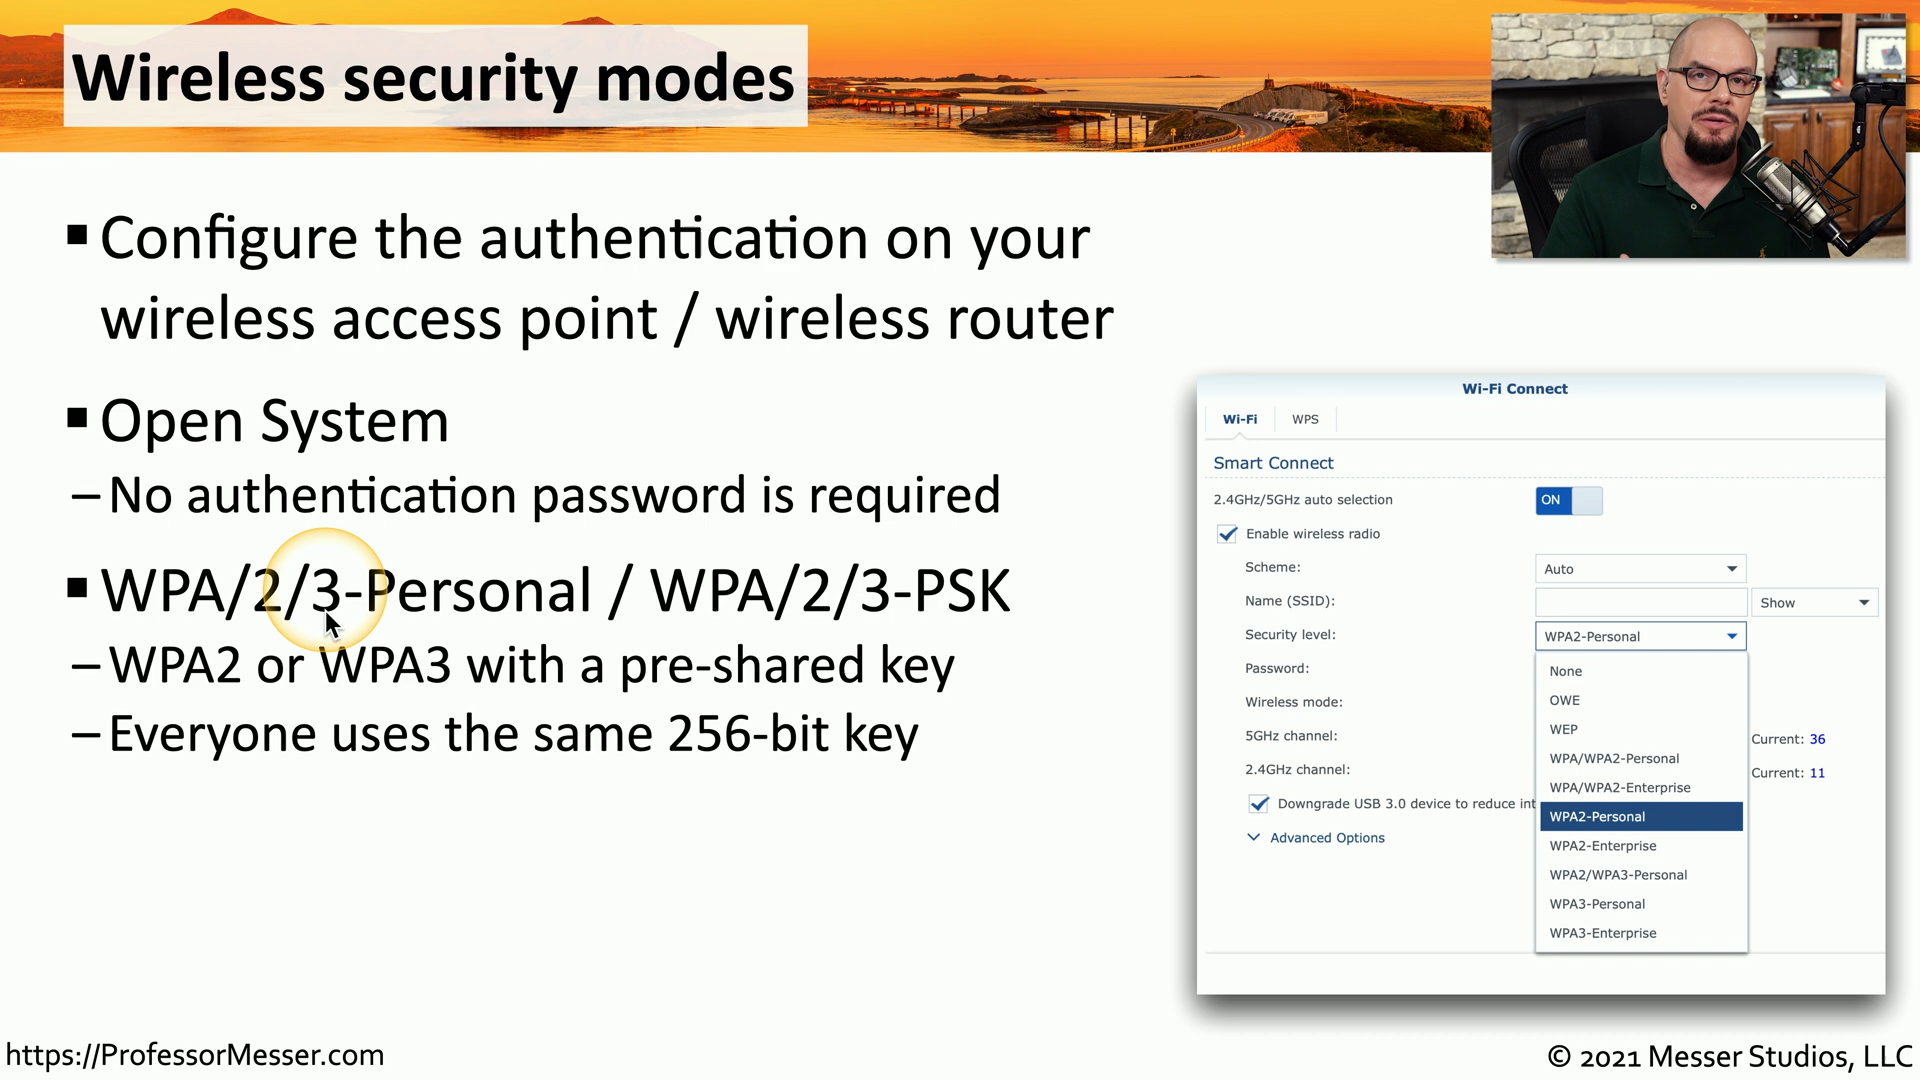 Wireless security modes
▪ Configure the authentication on your
wireless access point / wireless router
▪ Open System
– No authentication password is required
▪ WPA/2/3-Personal / WPA/2/3-PSK
– WPA2 or WPA3 with a pre-shared key
– Everyone uses the same 256-bit key
Wi-Fi Connect
Wi-Fi WPS
Smart Connect
2.4GHz/5GHz auto selection ON
Enable wireless radio
Scheme: Auto
Name (SSID): Show
Security level: WPA2-Personal
Password:
Wireless mode:
5GHz channel: Current: 36
2.4GHz channel: Current: 11
Downgrade USB 3.0 device to reduce int
Advanced Options
None
OWE
WEP
WPA/WPA2-Personal
WPA/WPA2-Enterprise
WPA2-Personal
WPA2-Enterprise
WPA2/WPA3-Personal
WPA3-Personal
WPA3-Enterprise
https://ProfessorMesser.com
© 2021 Messer Studios, LLC